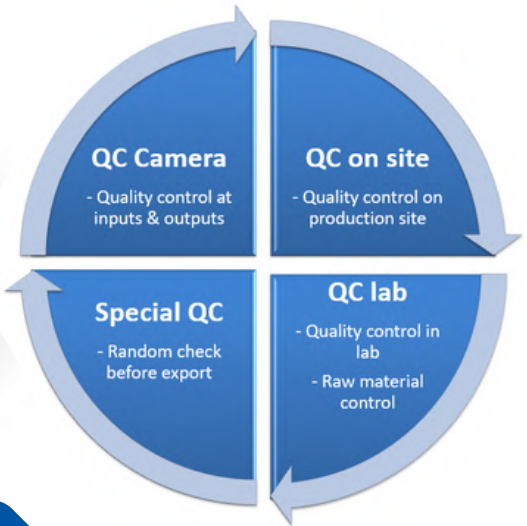 QC Camera
- Quality control at
inputs & outputs
QC on site
- Quality control on
production site
QC lab
- Quality control in
lab
- Raw material
control
Special QC
- Random check
before export